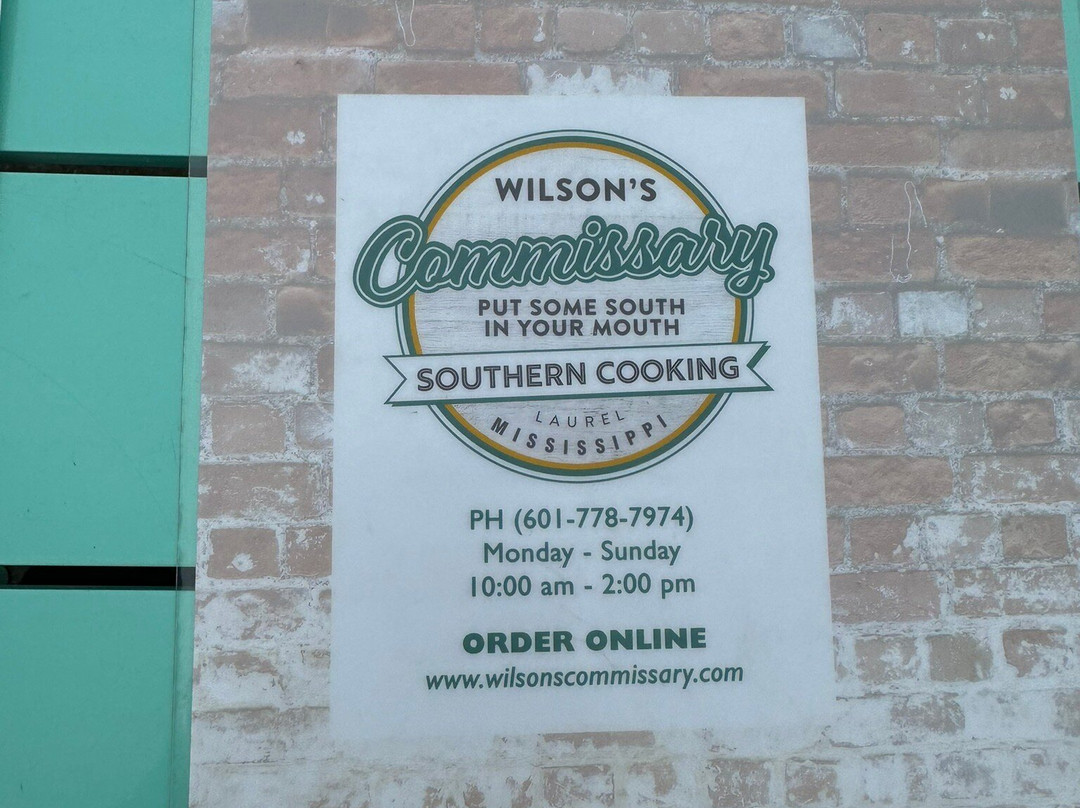 WILSON'S
Commissary
PUT SOME SOUTH
IN YOUR MOUTH
SOUTHERN COOKING
LAUREL
MISSISSIPPI
PH (601-778-7974)
Monday - Sunday
10:00 am - 2:00 pm
ORDER ONLINE
www.wilsonscommissary.com